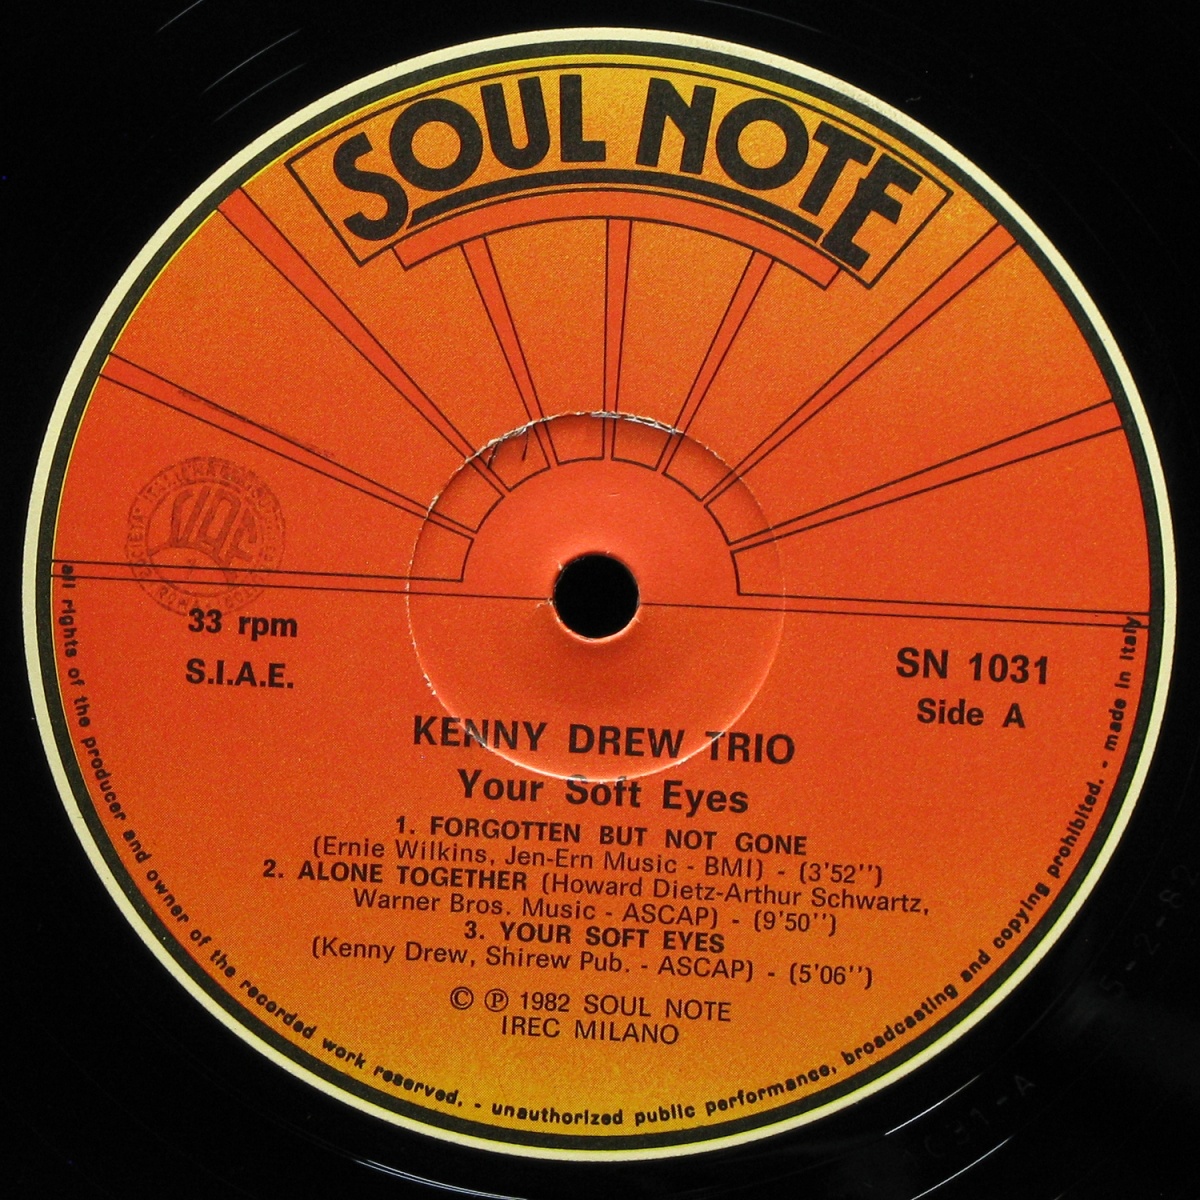 SOUL NOTE
33 rpm
S.I.A.E.
SN 1031
Side A
KENNY DREW TRIO
Your Soft Eyes
1. FORGOTTEN BUT NOT GONE
(Ernie Wilkins, Jen-Ern Music - BMI) - (3'52'')
2. ALONE TOGETHER (Howard Dietz-Arthur Schwartz,
Warner Bros. Music - ASCAP) - (9'50'')
3. YOUR SOFT EYES
(Kenny Drew, Shirew Pub. - ASCAP) - (5'06'')
© ℗ 1982 SOUL NOTE
IREC MILANO
all rights of the producer and owner of the recorded work reserved. - unauthorized public performance, broadcasting and copying prohibited. - made in Italy